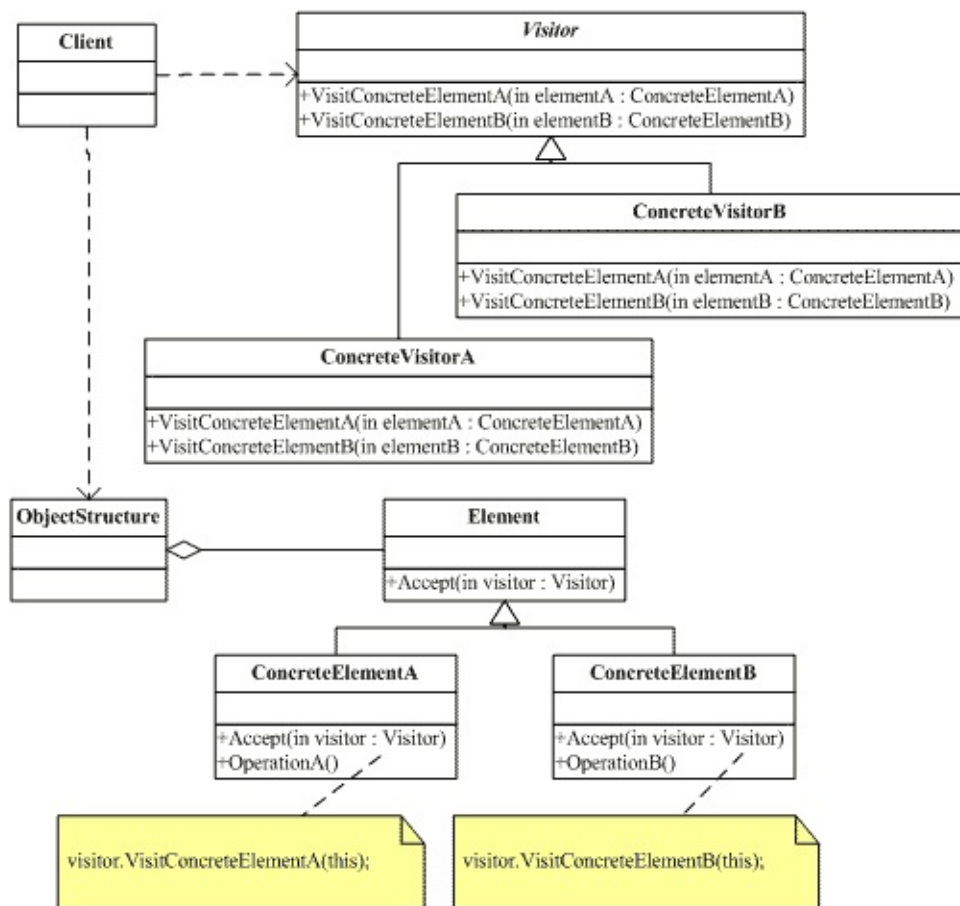 Client
Visitor
+VisitConcreteElementA(in elementA : ConcreteElementA)
+VisitConcreteElementB(in elementB : ConcreteElementB)
ConcreteVisitorB
+VisitConcreteElementA(in elementA : ConcreteElementA)
+VisitConcreteElementB(in elementB : ConcreteElementB)
ConcreteVisitorA
+VisitConcreteElementA(in elementA : ConcreteElementA)
+VisitConcreteElementB(in elementB : ConcreteElementB)
ObjectStructure
Element
+Accept(in visitor : Visitor)
ConcreteElementA
+Accept(in visitor : Visitor)
+OperationA()
ConcreteElementB
+Accept(in visitor : Visitor)
+OperationB()
visitor.VisitConcreteElementA(this);
visitor.VisitConcreteElementB(this);